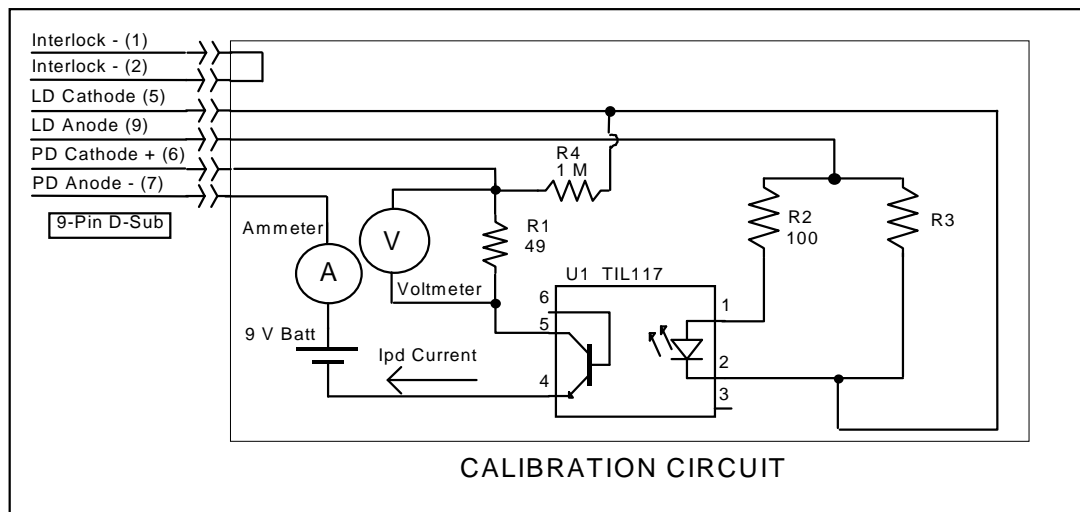 Interlock - (1)
Interlock - (2)
LD Cathode (5)
LD Anode (9)
PD Cathode + (6)
PD Anode - (7)
9-Pin D-Sub
Ammeter
A
V
Voltmeter
R4
1 M
R1
49
R2
100
R3
U1 TIL117
6
5
4
1
2
3
9 V Batt
Ipd Current
CALIBRATION CIRCUIT